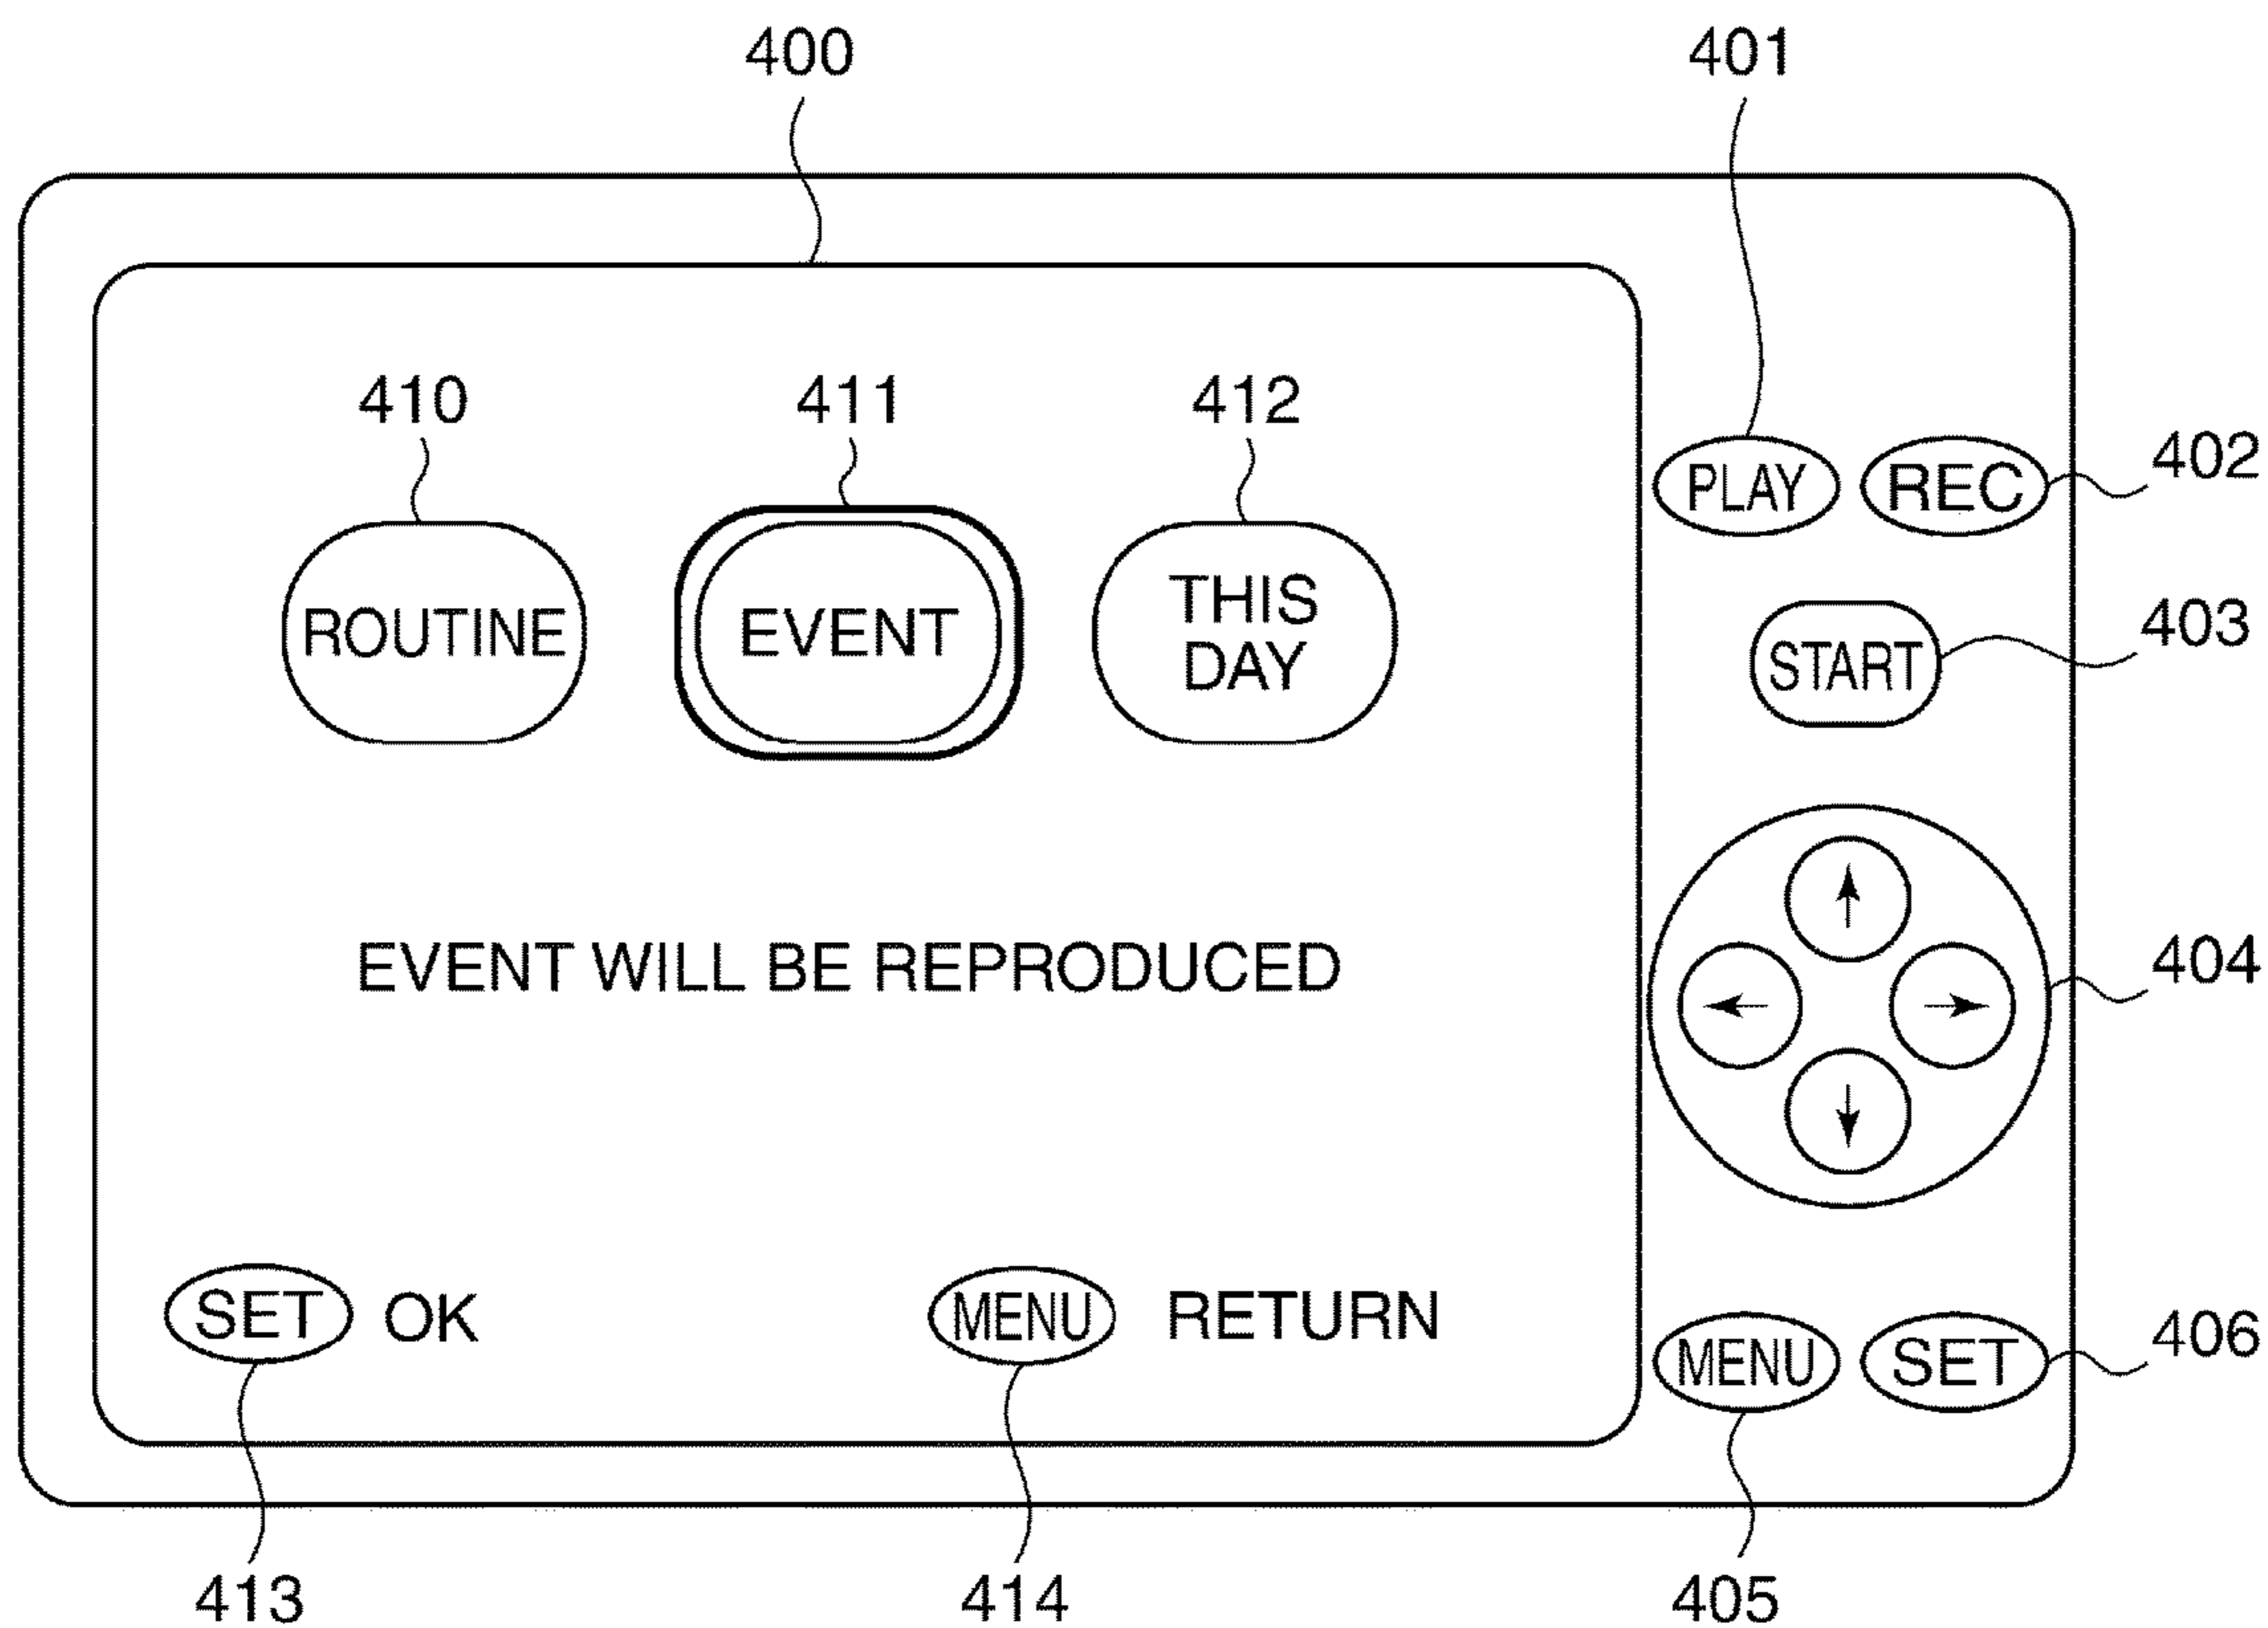 400 401
410 411 412
PLAY REC 402
ROUTINE EVENT THIS
DAY
START 403
EVENT WILL BE REPRODUCED
404
SET OK MENU RETURN
MENU SET 406
413 414 405